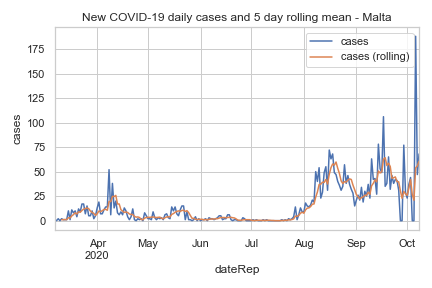 New COVID-19 daily cases and 5 day rolling mean - Malta
cases
cases (rolling)
cases
175
150
125
100
75
50
25
0
Apr
2020
May
Jun
Jul
Aug
Sep
Oct
dateRep